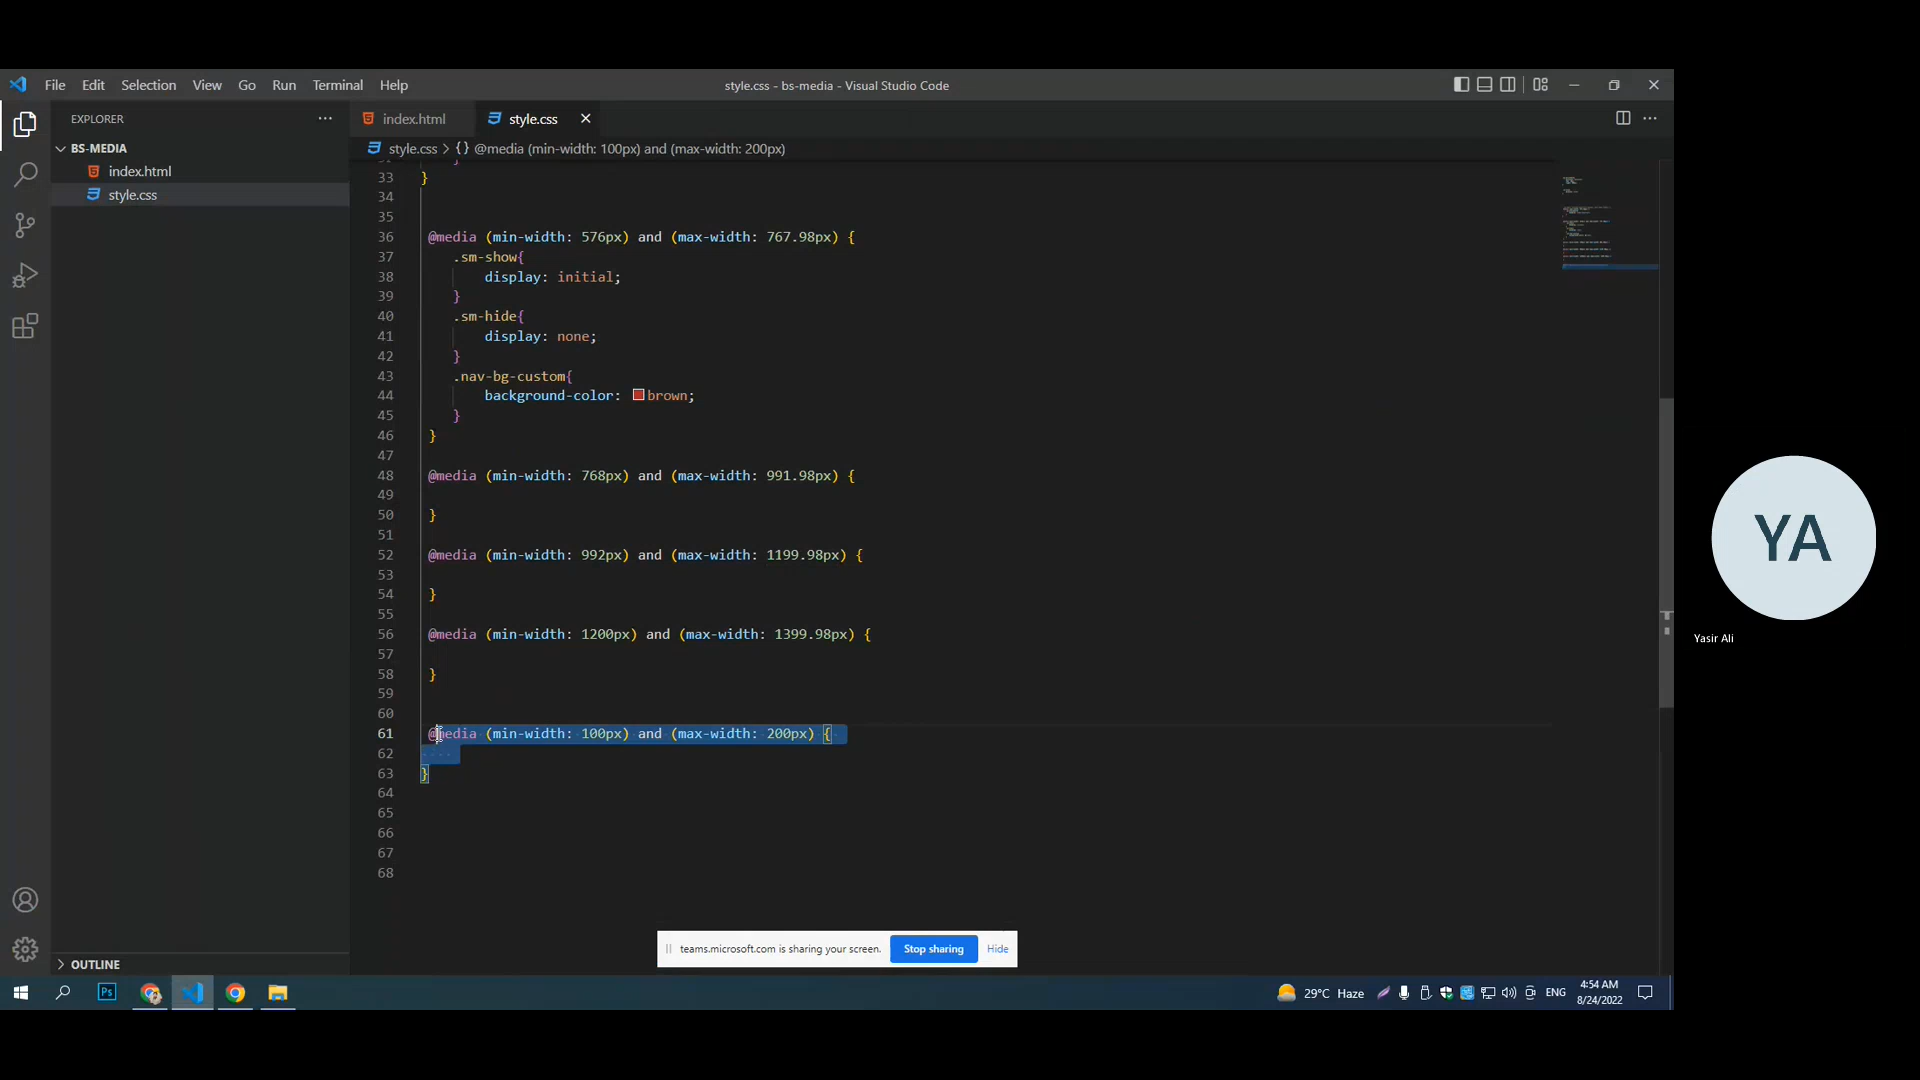 File Edit Selection View Go Run Terminal Help
style.css - bs-media - Visual Studio Code
EXPLORER
BS-MEDIA
index.html
style.css
index.html
style.css
style.css > {} @media (min-width: 100px) and (max-width: 200px)
33 }
34
35
36 @media (min-width: 576px) and (max-width: 767.98px) {
37 .sm-show{
38 display: initial;
39 }
40 .sm-hide{
41 display: none;
42 }
43 .nav-bg-custom{
44 background-color: brown;
45 }
46 }
47
48 @media (min-width: 768px) and (max-width: 991.98px) {
49
50 }
51
52 @media (min-width: 992px) and (max-width: 1199.98px) {
53
54 }
55
56 @media (min-width: 1200px) and (max-width: 1399.98px) {
57
58 }
59
60
61 @media (min-width: 100px) and (max-width: 200px) {
62
63 }
64
65
66
67
68
YA
Yasir Ali
teams.microsoft.com is sharing your screen. Stop sharing Hide
OUTLINE
Ps
29°C Haze
ENG
4:54 AM
8/24/2022